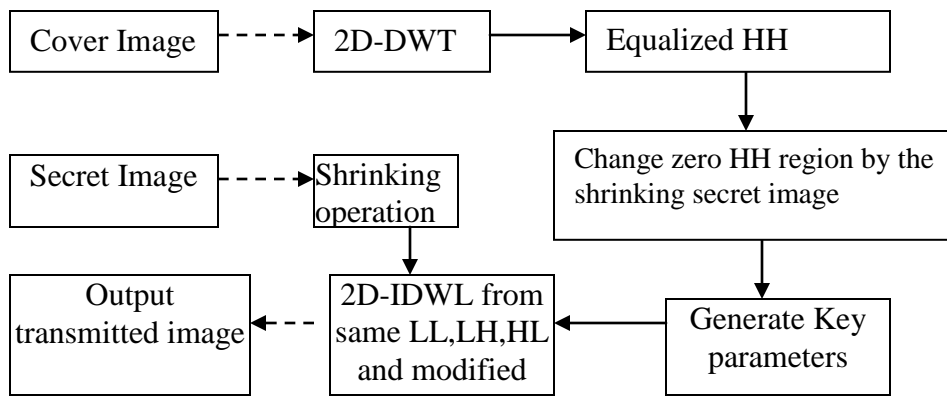 Cover Image
2D-DWT
Equalized HH
Change zero HH region by the
shrinking secret image
Secret Image
Shrinking
operation
Output
transmitted image
2D-IDWL from
same LL,LH,HL
and modified
Generate Key
parameters